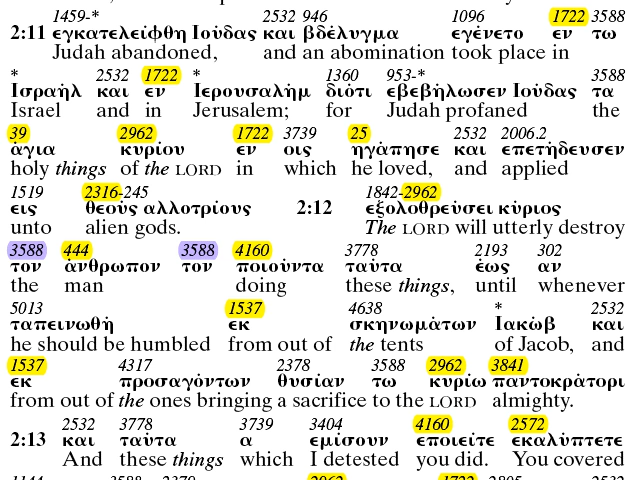 1459-* 2532 946 1096 1722 3588
2:11 εγκατελείφθη Ιούδας και βδέλυγμα εγένετο εν τω
Judah abandoned, and an abomination took place in
* 2532 1722 * 1360 953-* 3588
Ισραήλ και εν Ιερουσαλήμ διότι εβεβήλωσεν Ιούδας τα
Israel and in Jerusalem; for Judah profaned the
39 2962 1722 3739 25 2532 2006.2
άγια κυρίου εν οις ηγάπησε και επετήδευσεν
holy things of the LORD in which he loved, and applied
1519 2316-245 1842-2962
εις θεούς αλλοτρίους 2:12 εξολοθρεύσει κύριος
unto alien gods. The LORD will utterly destroy
3588 444 3588 4160 3778 2193 302
τον άνθρωπον τον ποιούντα ταύτα έως αν
the man doing these things, until whenever
5013 1537 4638 * 2532
ταπεινωθή εκ σκηνωμάτων Ιακώβ και
he should be humbled from out of the tents of Jacob, and
1537 4317 2378 3588 2962 3841
εκ προσαγόντων θυσίαν τω κυρίω παντοκράτορι
from out of the ones bringing a sacrifice to the LORD almighty.
2532 3778 3739 3404 4160 2572
2:13 και ταύτα α εμίσουν εποιείτε εκαλύπτετε
And these things which I detested you did. You covered